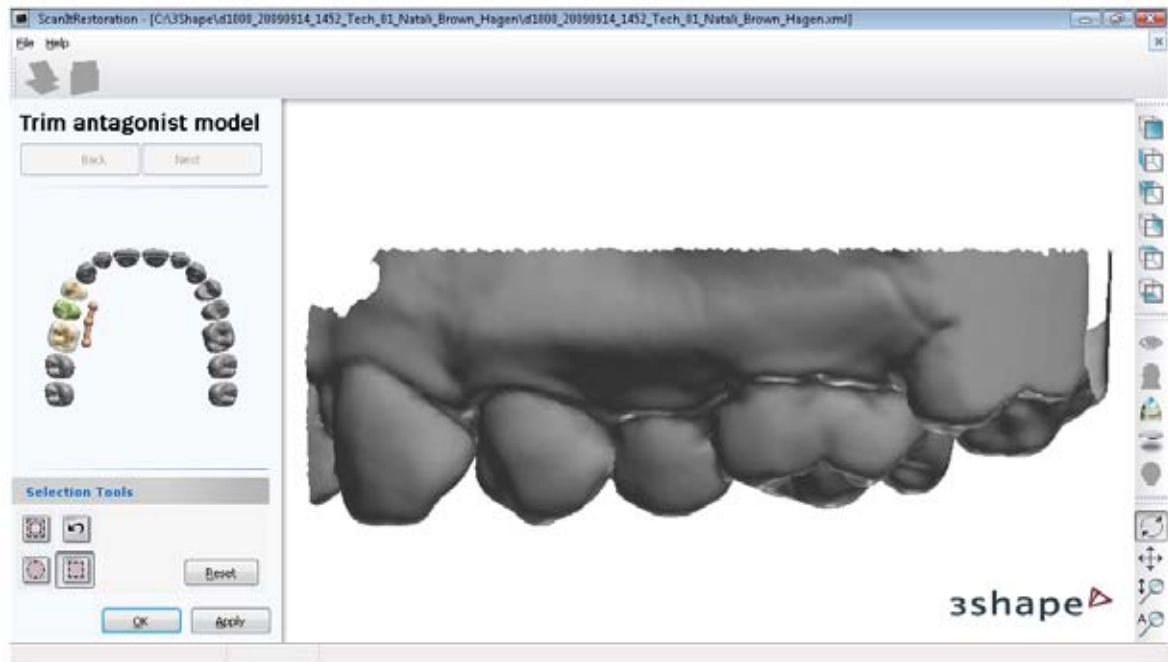 ScanItRestoration - [C:\3Shape\d1000_20090914_1452_Tech_01_Natali_Brown_Hagen\d1000_20090914_1452_Tech_01_Natali_Brown_Hagen.xml]
File Help
Trim antagonist model
Back Next
Selection Tools
Reset
OK Apply
3shape